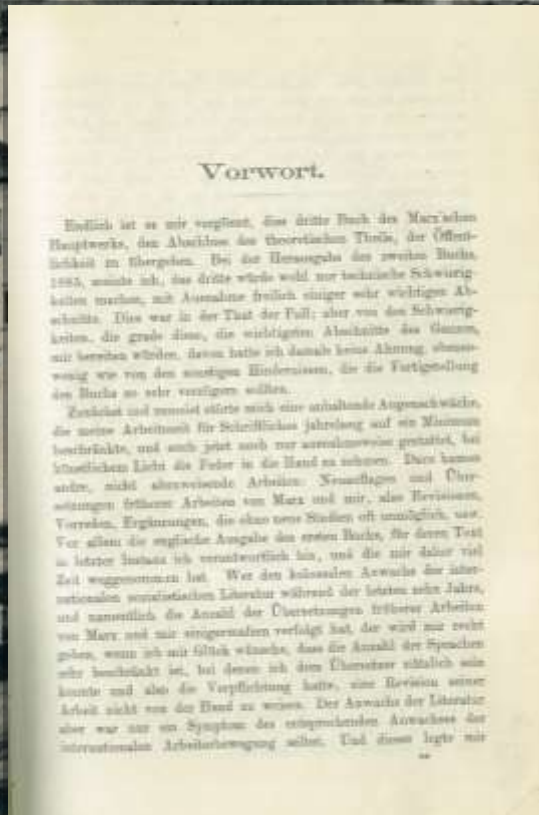 Vorwort.
Endlich ist es mir vergönnt, dies dritte Buch des Marx'schen
Hauptwerks, den Abschluss des theoretischen Theils, der Öffent-
lichkeit zu übergeben. Bei der Herausgabe des zweiten Buchs,
1885, meinte ich, das dritte würde wohl nur technische Schwierig-
keiten machen, mit Ausnahme freilich einiger sehr wichtigen Ab-
schnitte. Dies war in der That der Fall; aber von den Schwierig-
keiten, die grade diese, die wichtigsten Abschnitte des Ganzen,
mir bereiten würden, davon hatte ich damals keine Ahnung, ebenso-
wenig wie von den sonstigen Hindernissen, die die Fertigstellung
des Buchs so sehr verzögern sollten.
Zunächst und zumeist störte mich eine anhaltende Augenschwäche,
die meine Arbeitszeit für Schriftliches jahrelang auf ein Minimum
beschränkte, und auch jetzt noch nur ausnahmsweise gestattet, bei
künstlichem Licht die Feder in die Hand zu nehmen. Dazu kamen
andre, nicht abzuweisende Arbeiten: Neuauflagen und Über-
setzungen früherer Arbeiten von Marx und mir, also Revisionen,
Vorreden, Ergänzungen, die ohne neue Studien oft unmöglich, usw.
Vor allem die englische Ausgabe des ersten Buchs, für deren Text
in letzter Instanz ich verantwortlich bin, und die mir daher viel
Zeit weggenommen hat. Wer den kolossalen Anwuchs der inter-
nationalen sozialistischen Literatur während der letzten zehn Jahre,
und namentlich die Anzahl der Übersetzungen früherer Arbeiten
von Marx und mir einigermaßen verfolgt hat, der wird mir recht
geben, wenn ich mir Glück wünsche, dass die Anzahl der Sprachen
sehr beschränkt ist, bei denen ich dem Übersetzer nützlich sein
konnte und also die Verpflichtung hatte, eine Revision seiner
Arbeit nicht von der Hand zu weisen. Der Anwuchs der Literatur
aber war nur ein Symptom des entsprechenden Anwachses der
internationalen Arbeiterbewegung selbst. Und dieser legte mir